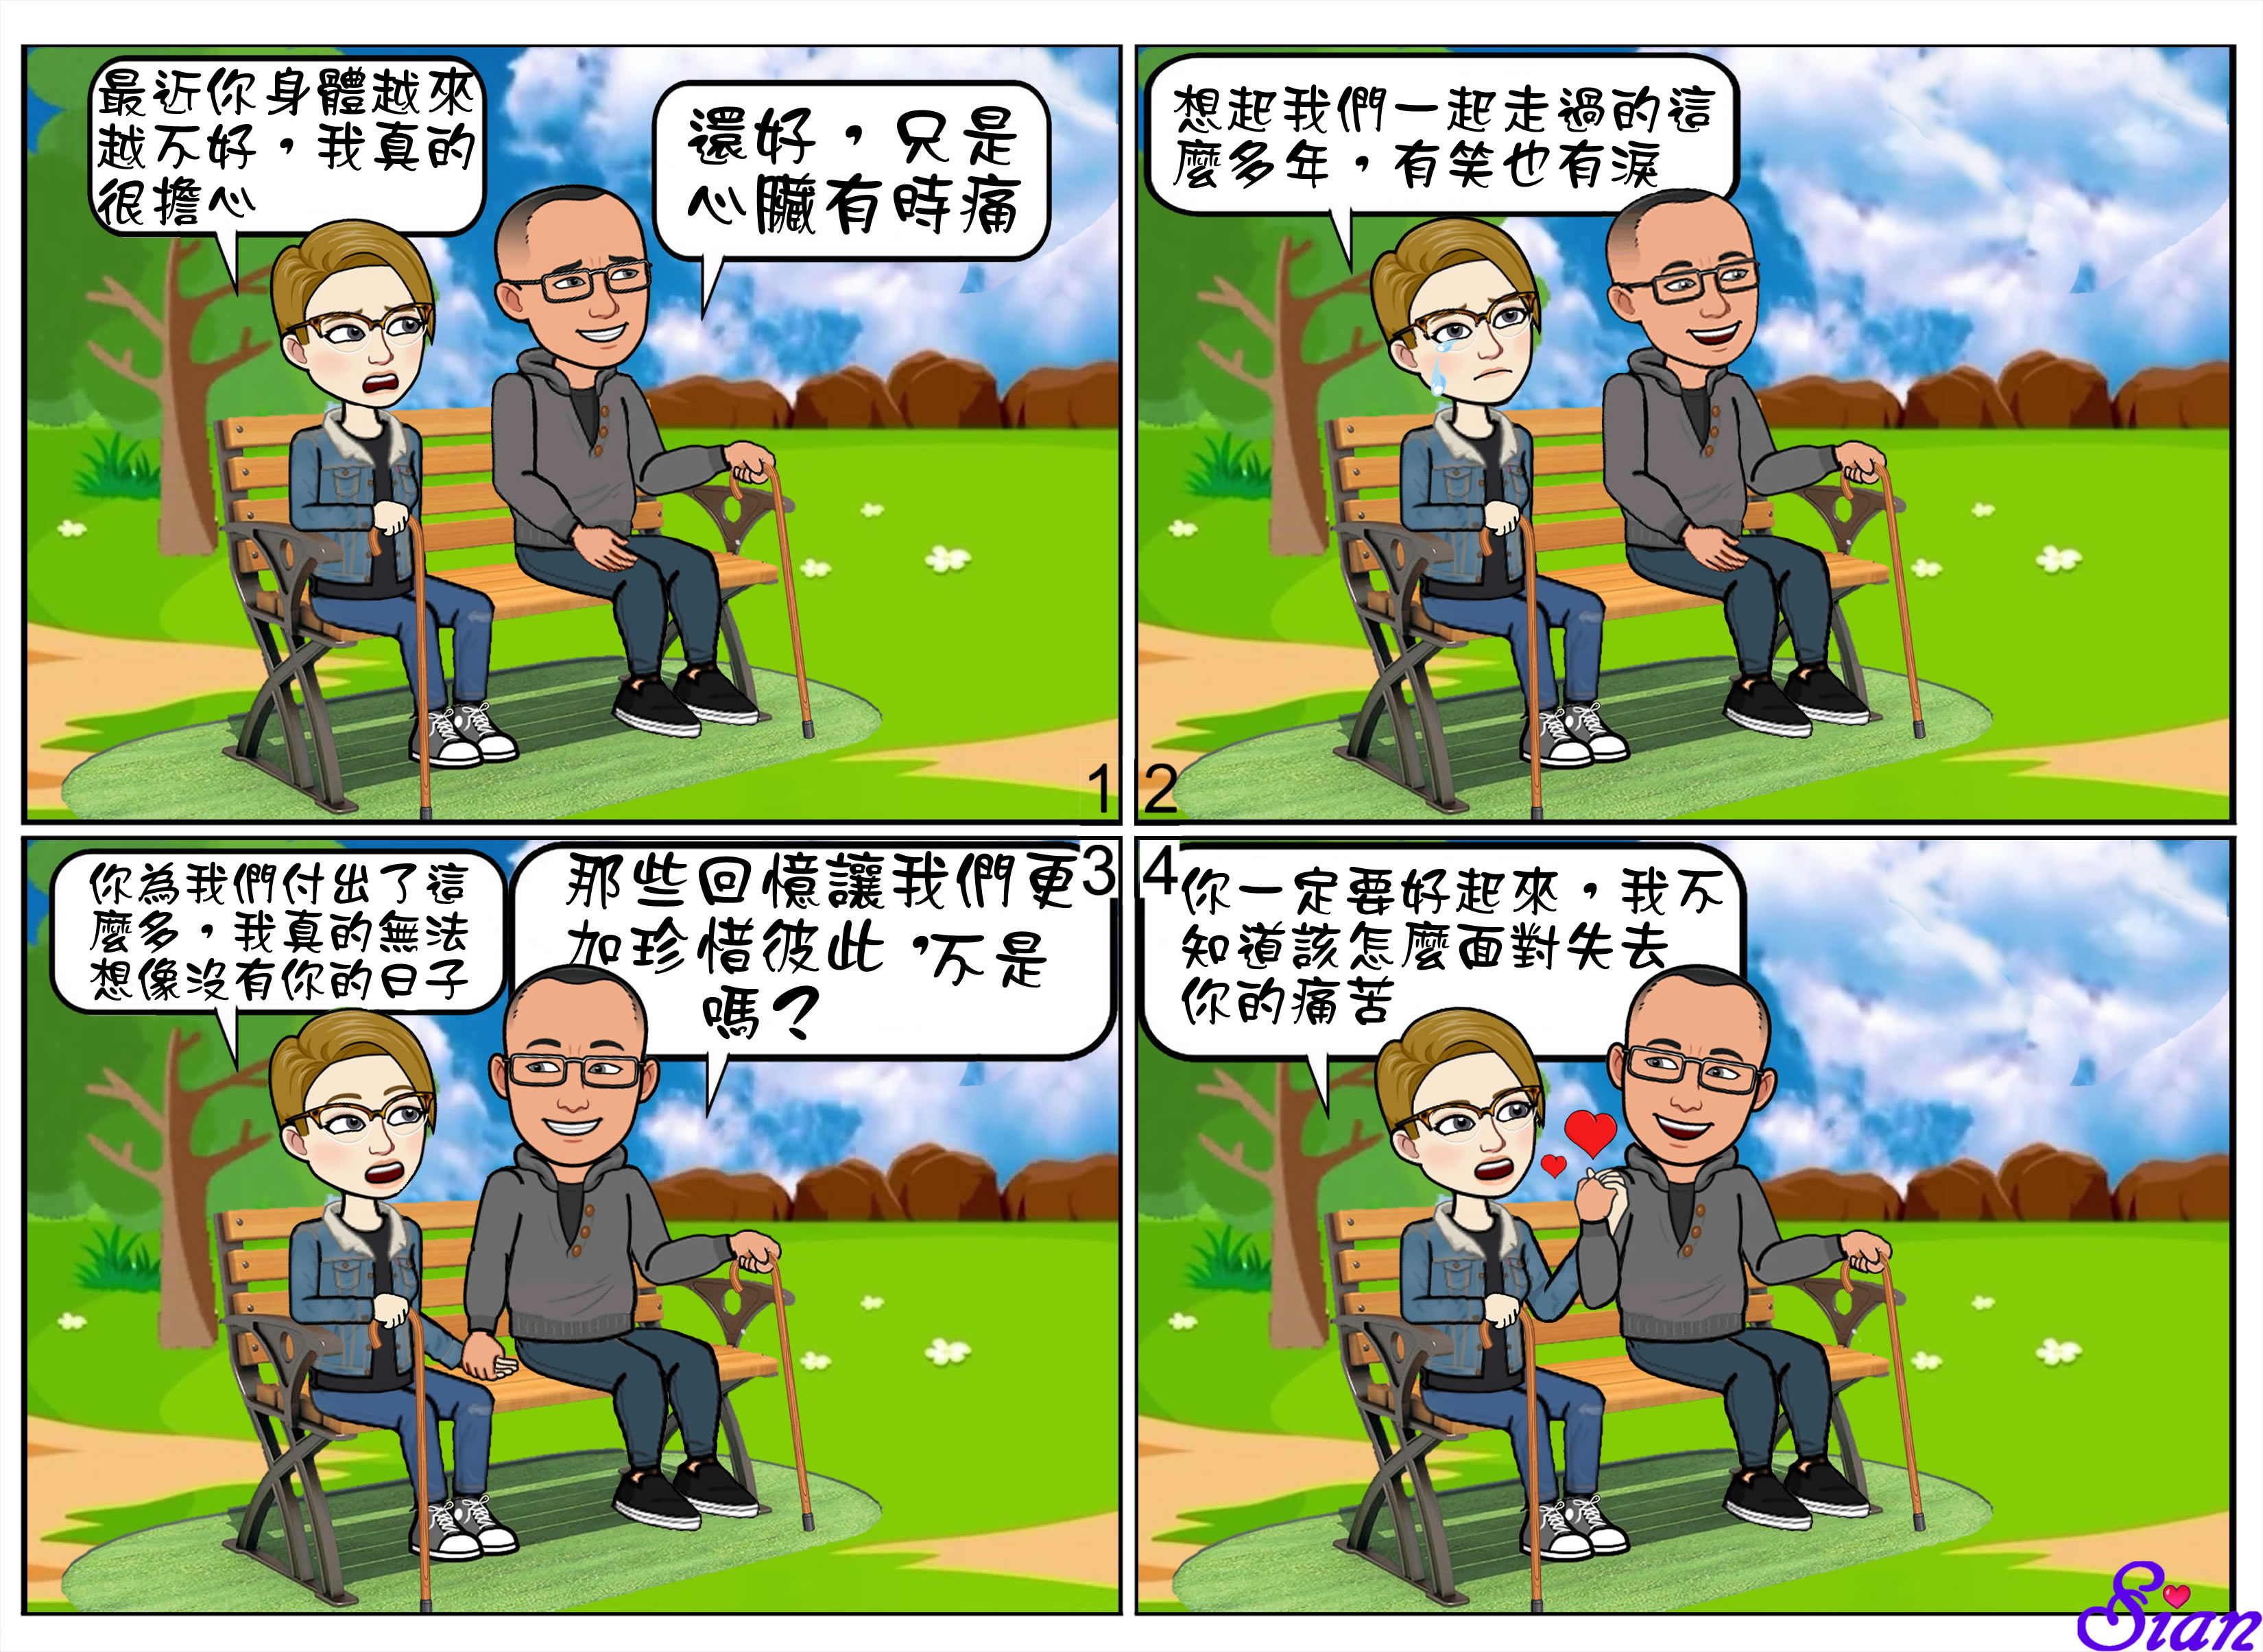 最近你身體越來
越不好，我真的
很擔心
還好，只是
心臟有時痛
1
2
想起我們一起走過的這
麼多年，有笑也有淚
3
你為我們付出了這
麼多，我真的無法
想像沒有你的日子
那些回憶讓我們更
加珍惜彼此，不是
嗎？
4
你一定要好起來，我不
知道該怎麼面對失去
你的痛苦
Sian